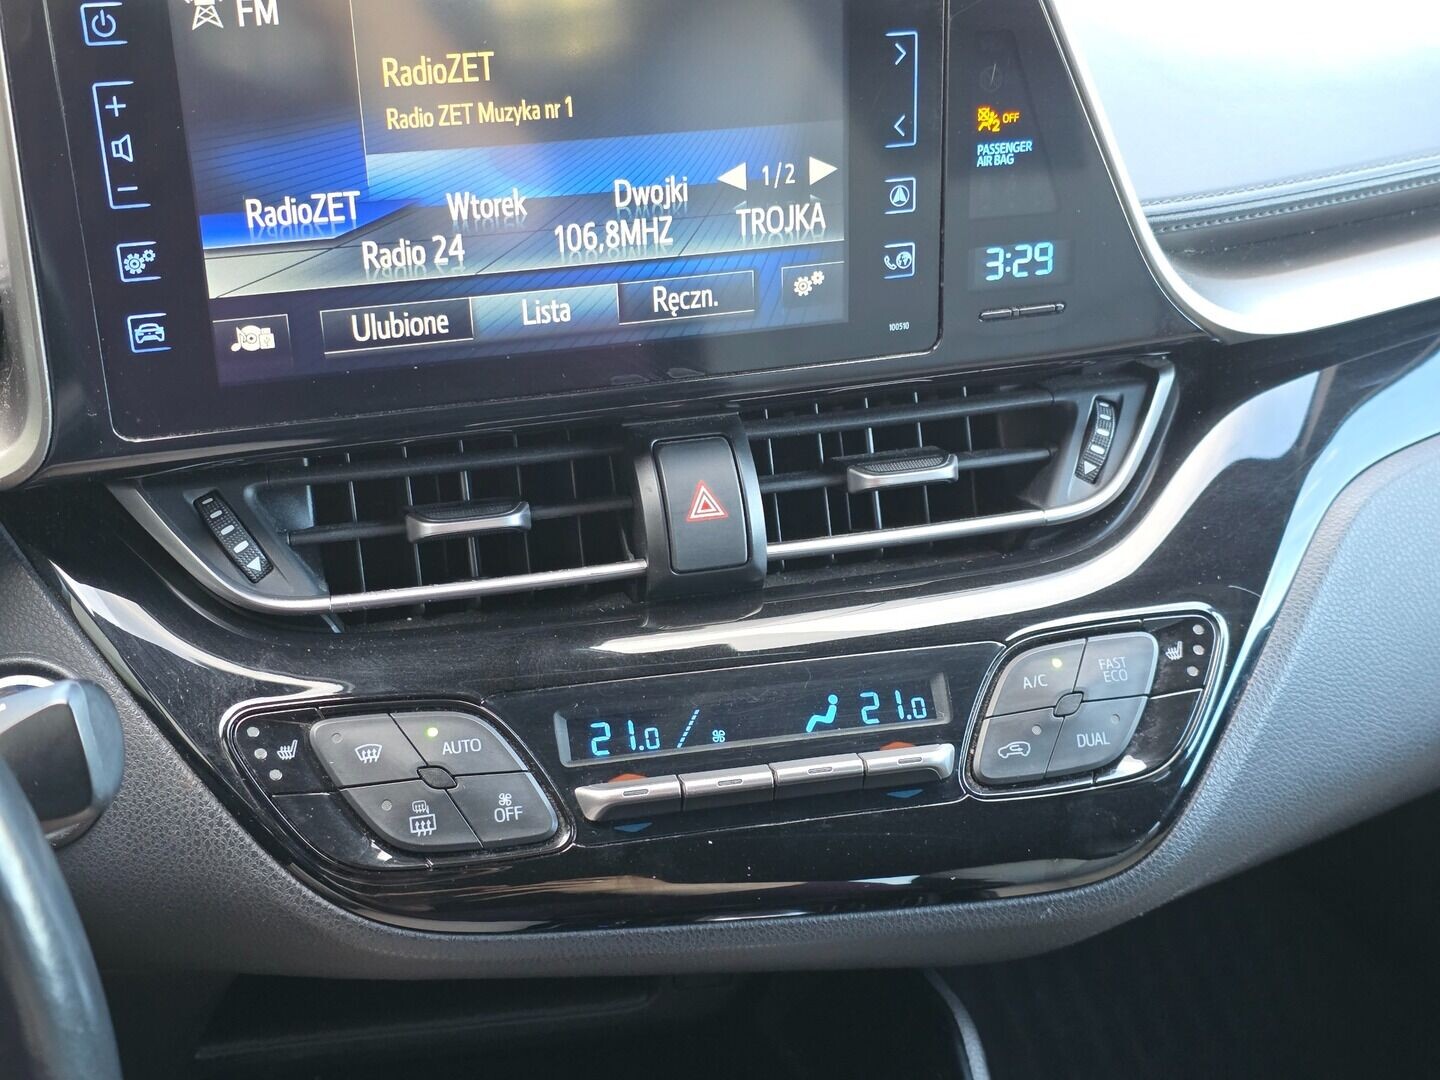 FM
RadioZET
Radio ZET Muzyka nr 1
1/2
RadioZET
Wtorek
Dwojki
Radio 24
106,8MHZ
TROJKA
Ulubione
Lista
Ręczn.
+
−
100510
2 OFF
PASSENGER
AIR BAG
3:29
21.0
21.0
AUTO
OFF
A/C
FAST
ECO
DUAL